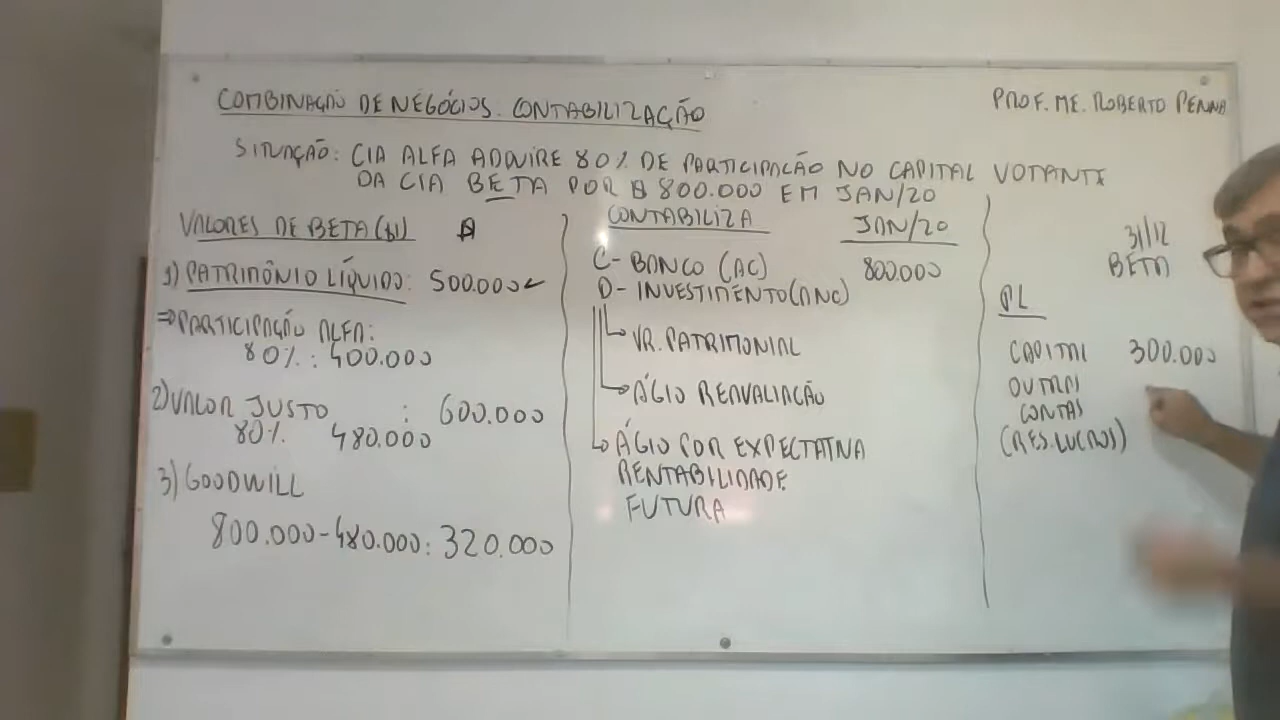 COMBINAÇÃO DE NEGÓCIOS. CONTABILIZAÇÃO
PROF. ME. ROBERTO PENNA
SITUAÇÃO: CIA ALFA ADQUIRE 80% DE PARTICIPAÇÃO NO CAPITAL VOTANTE
DA CIA BETA POR $ 800.000 EM JAN/20
VALORES DE BETA (B1) $
1) PATRIMÔNIO LÍQUIDO: 500.000
⇒ PARTICIPAÇÃO ALFA:
80% : 400.000
2) VALOR JUSTO : 600.000
80% 480.000
3) GOODWILL
800.000 - 480.000 : 320.000
CONTABILIZA JAN/20
C - BANCO (AC) 800.000
D - INVESTIMENTO (ANC)
VR. PATRIMONIAL
ÁGIO REAVALIAÇÃO
ÁGIO POR EXPECTATIVA
RENTABILIDADE
FUTURA
31/12
BETA
PL
CAPITAL 300.000
OUTRAS
CONTAS
(RES. LUCROS)